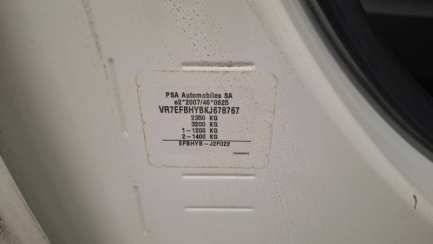 PSA Automobiles SA
e2*2007/46*0625
VR7EFBHYBKJ678767
2350 KG
3200 KG
1-1200 KG
2-1400 KG
EFBHYB-J2F022